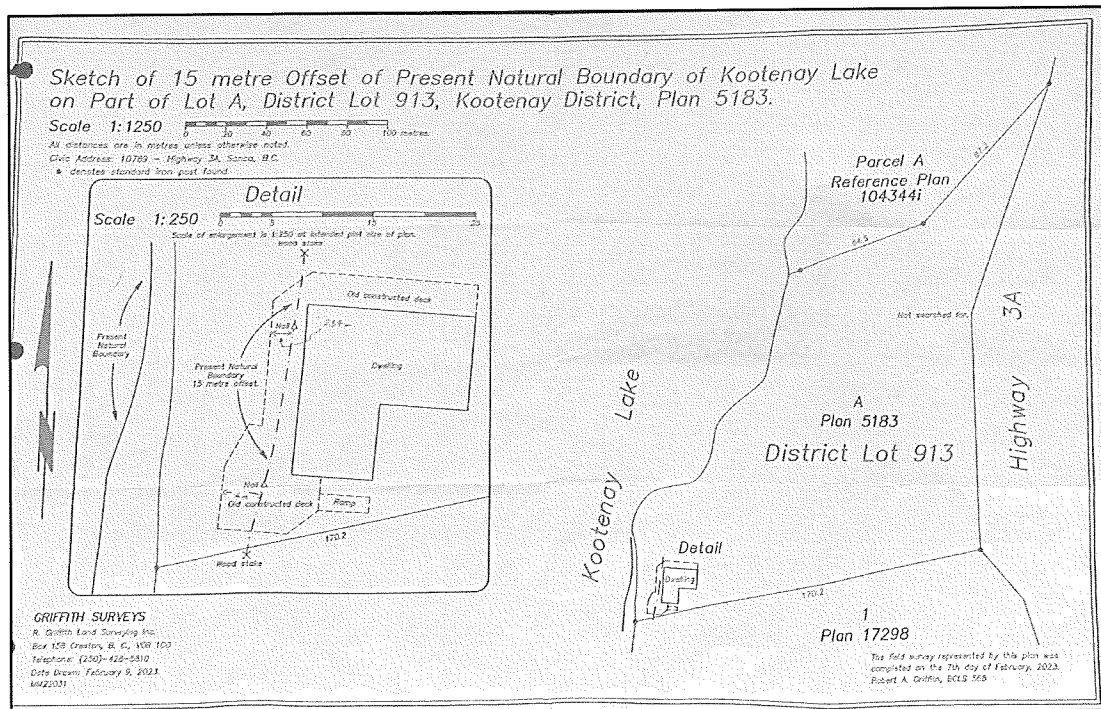 Sketch of 15 metre Offset of Present Natural Boundary of Kootenay Lake
on Part of Lot A, District Lot 913, Kootenay District, Plan 5183.
Scale 1:1250
0 20 40 60 80 100 metres.
All distances are in metres unless otherwise noted.
Civic Address: 10789 - Highway 3A, Sanca, B.C.
denotes standard iron post found
Detail
Scale 1:250
0 5 15 25
Scale of enlargement is 1:250 at intended plot size of plan.
Wood stake
Old constructed deck
Nail
Present
Natural
Boundary
Dwelling
Present Natural
Boundary
15 metre offset.
Nail
Old constructed deck
Ramp
170.2
Wood stake
GRIFFITH SURVEYS
R. Griffith Land Surveying Inc.
Box 158 Creston, B. C., V0B 1G0
Telephone: (250)-428-
Date Drawn: February 9, 2023
Parcel A
Reference Plan
104344i
87.2
64.5
Not searched for.
Highway 3A
Kootenay Lake
A
Plan 5183
District Lot 913
Detail
Dwelling
170.2
1
Plan 17298
The field survey represented by this plan was
completed on the 7th day of February, 2023.
Robert A. Griffith, BCLS